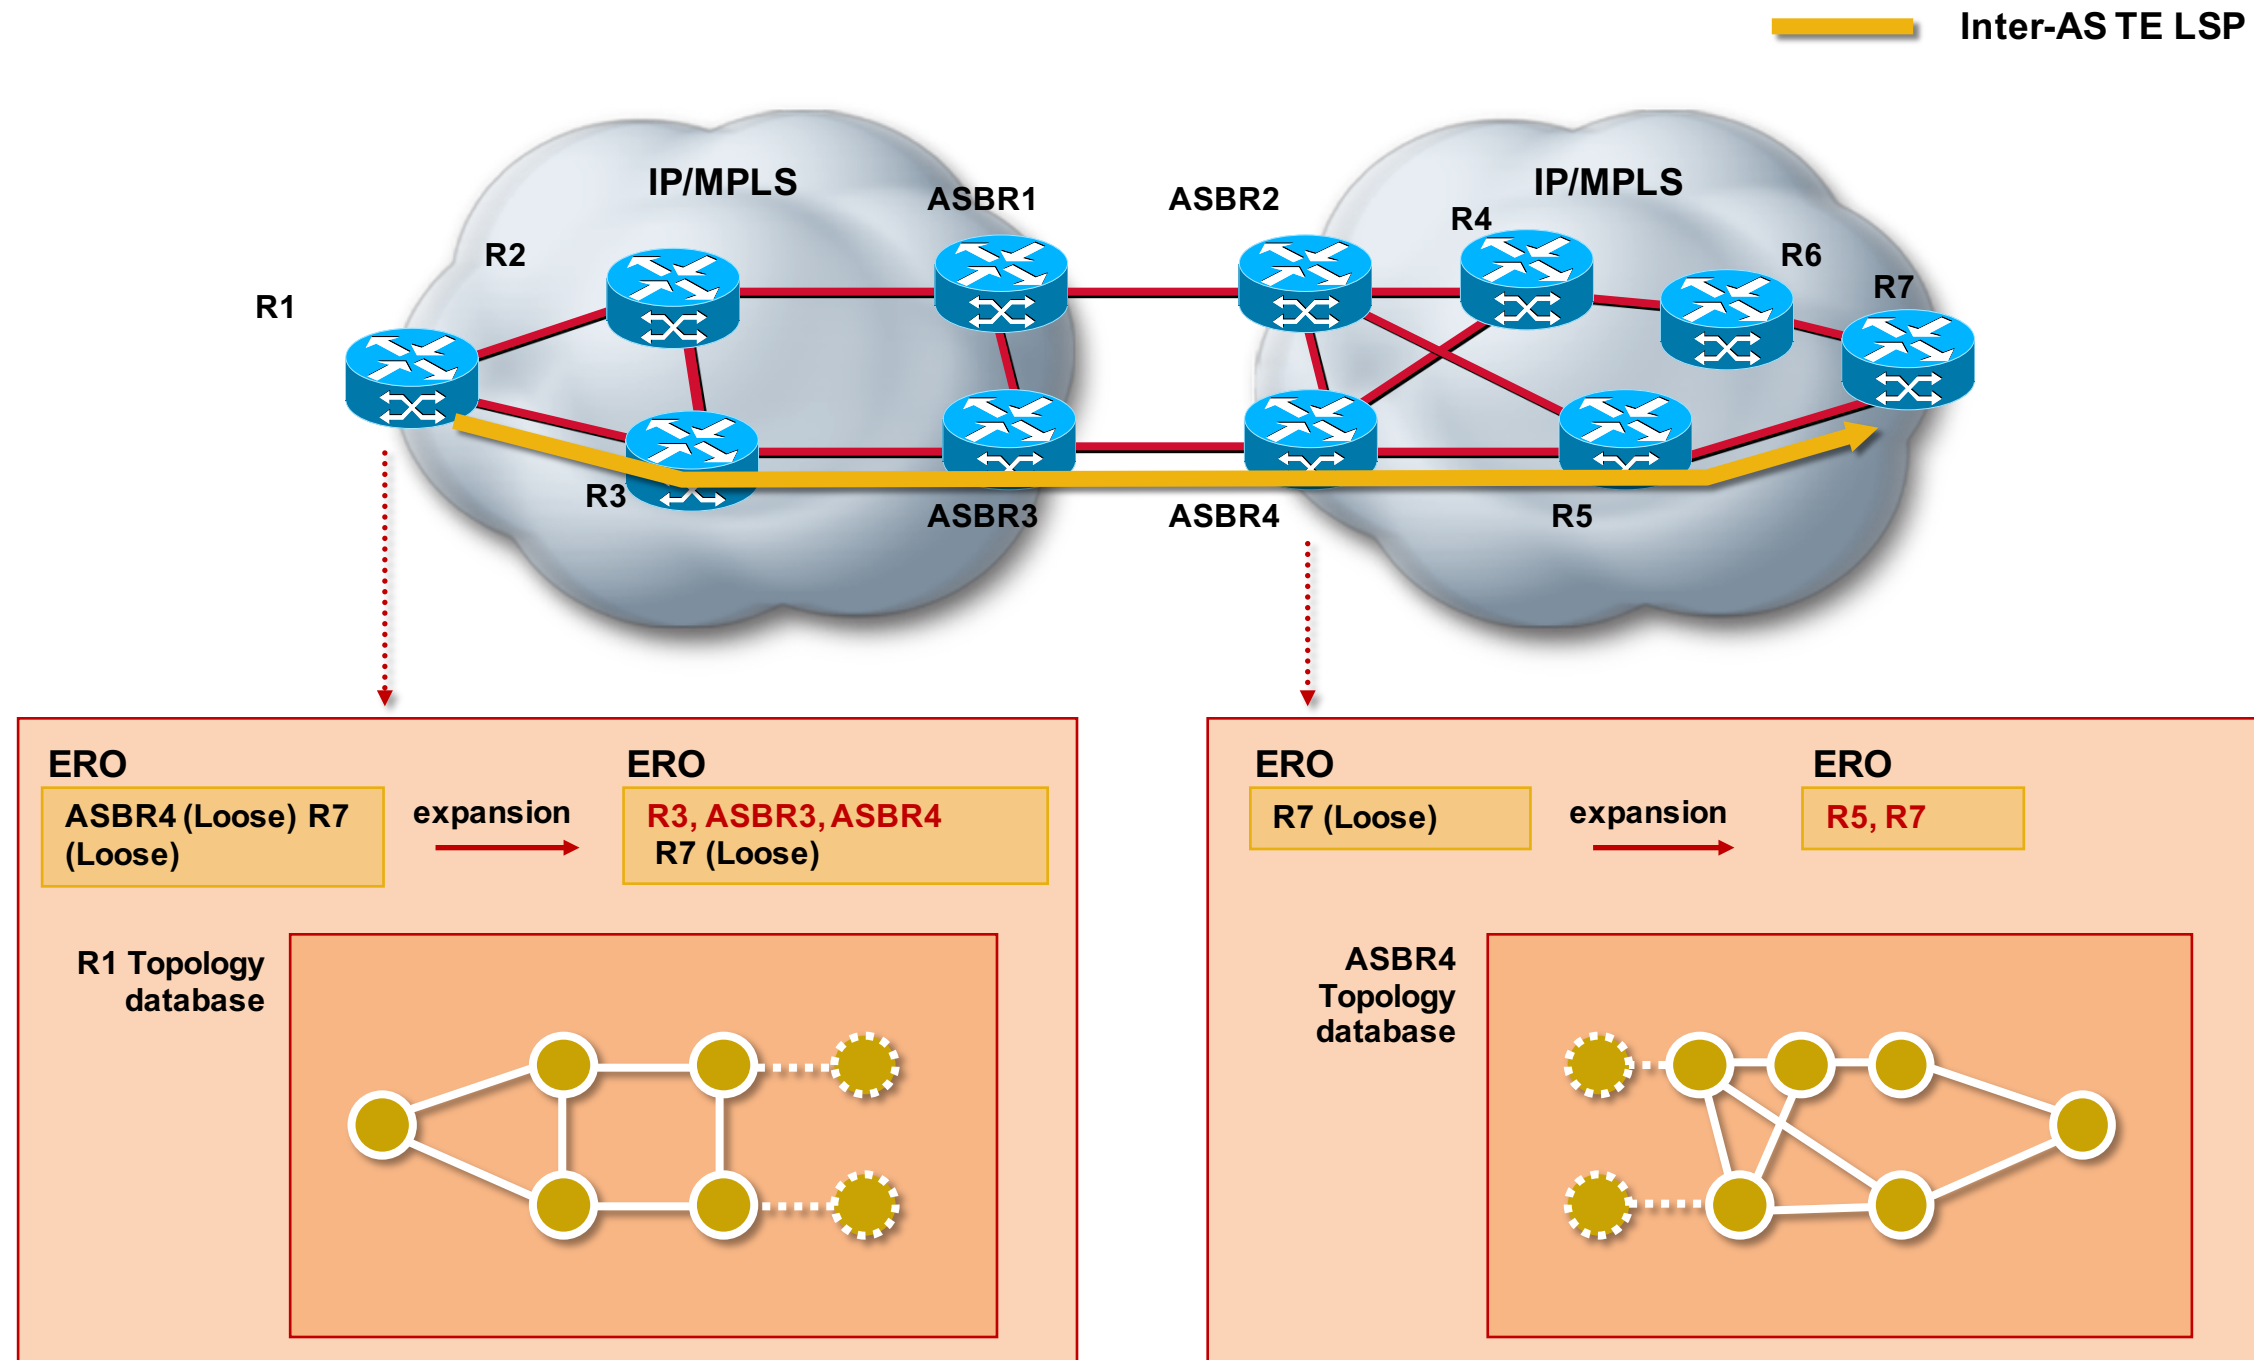 Inter-AS TE LSP
IP/MPLS
IP/MPLS
ASBR1
ASBR2
R4
R2
R6
R7
R1
R3
ASBR3
ASBR4
R5
ERO
ERO
ASBR4 (Loose) R7
(Loose)
expansion
R3, ASBR3, ASBR4
R7 (Loose)
R1 Topology
database
ERO
ERO
R7 (Loose)
expansion
R5, R7
ASBR4
Topology
database